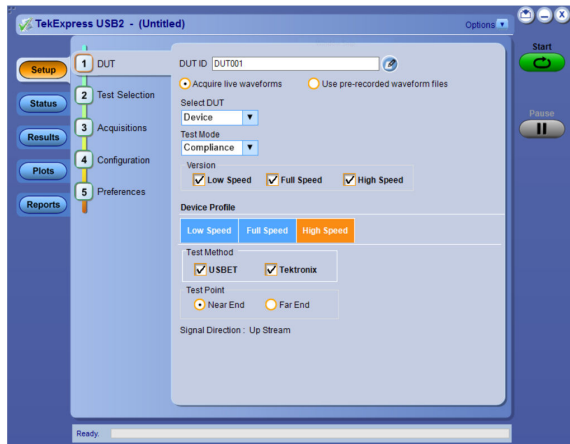 TekExpress USB2 - (Untitled)
Options
Start
Pause
Setup
Status
Results
Plots
Reports
1 DUT
2 Test Selection
3 Acquisitions
4 Configuration
5 Preferences
DUT ID DUT001
Acquire live waveforms Use pre-recorded waveform files
Select DUT
Device
Test Mode
Compliance
Version
Low Speed Full Speed High Speed
Device Profile
Low Speed Full Speed High Speed
Test Method
USBET Tektronix
Test Point
Near End Far End
Signal Direction : Up Stream
Ready.